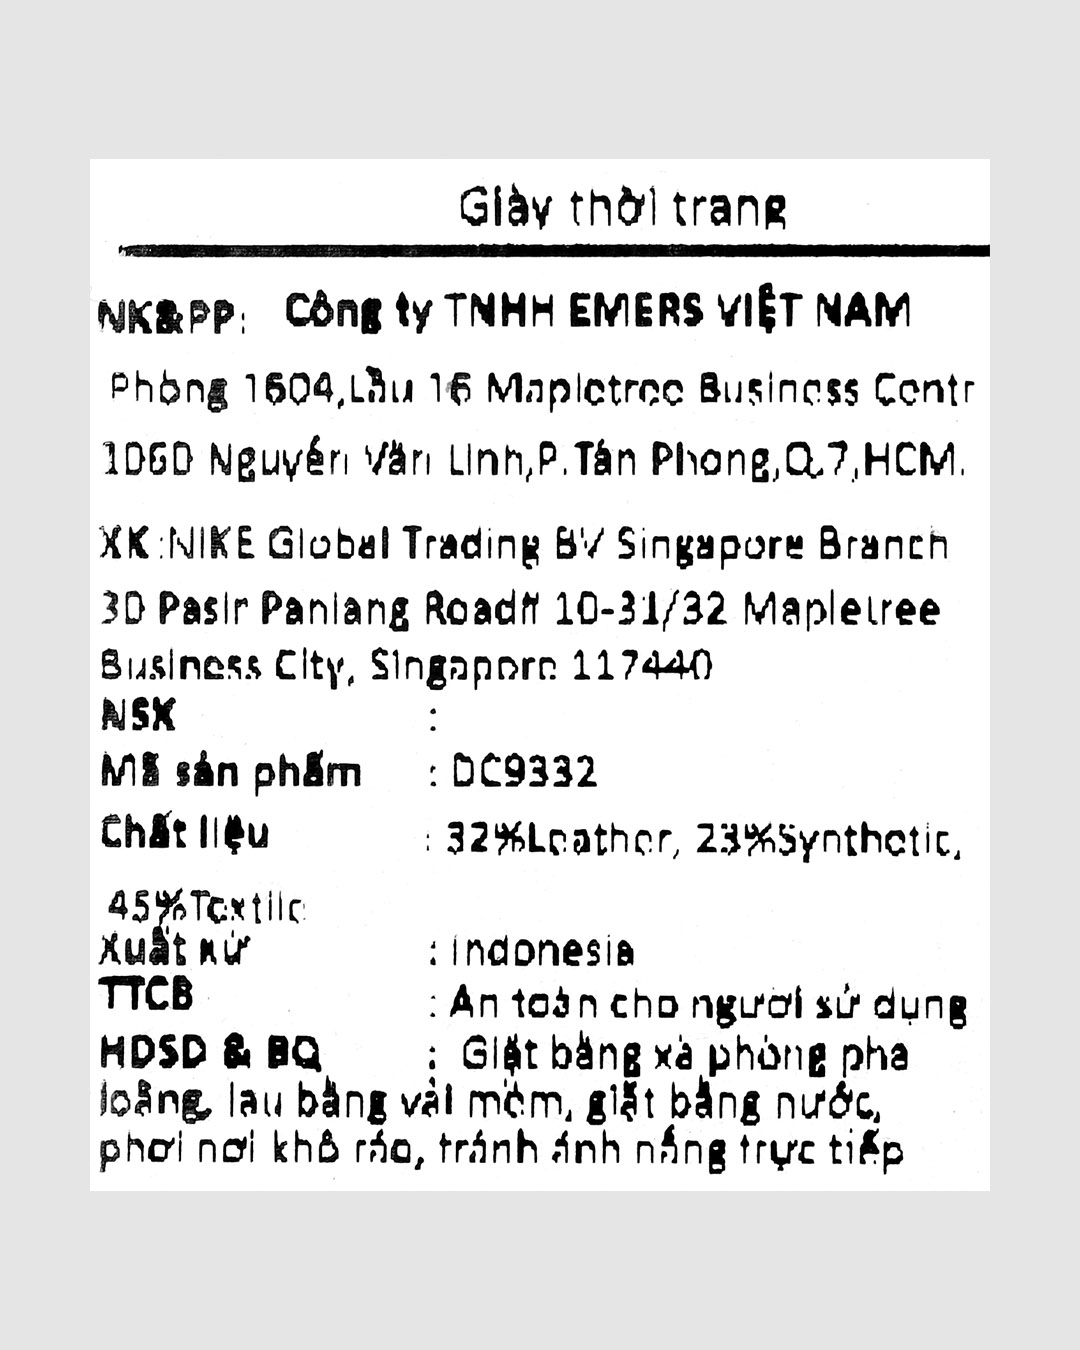 Giày thời trang
NK&PP: Công ty TNHH EMERS VIỆT NAM
Phòng 1604,Lầu 16 Mapletree Business Centr
1060 Nguyễn Văn Linh,P.Tân Phong,Q.7,HCM.
XK:NIKE Global Trading BV Singapore Branch
30 Pasir Panjang Road# 10-31/32 Mapletree
Business City, Singapore 117440
NSX :
Mã sản phẩm : DC9332
Chất liệu : 32%Leather, 23%Synthetic,
45%Textile
Xuất xứ : Indonesia
TTCB : An toàn cho người sử dụng
HDSD & BQ : Giặt bằng xà phòng pha
loãng, lau bằng vải mềm, giặt bằng nước,
phơi nơi khô ráo, tránh ánh nắng trực tiếp